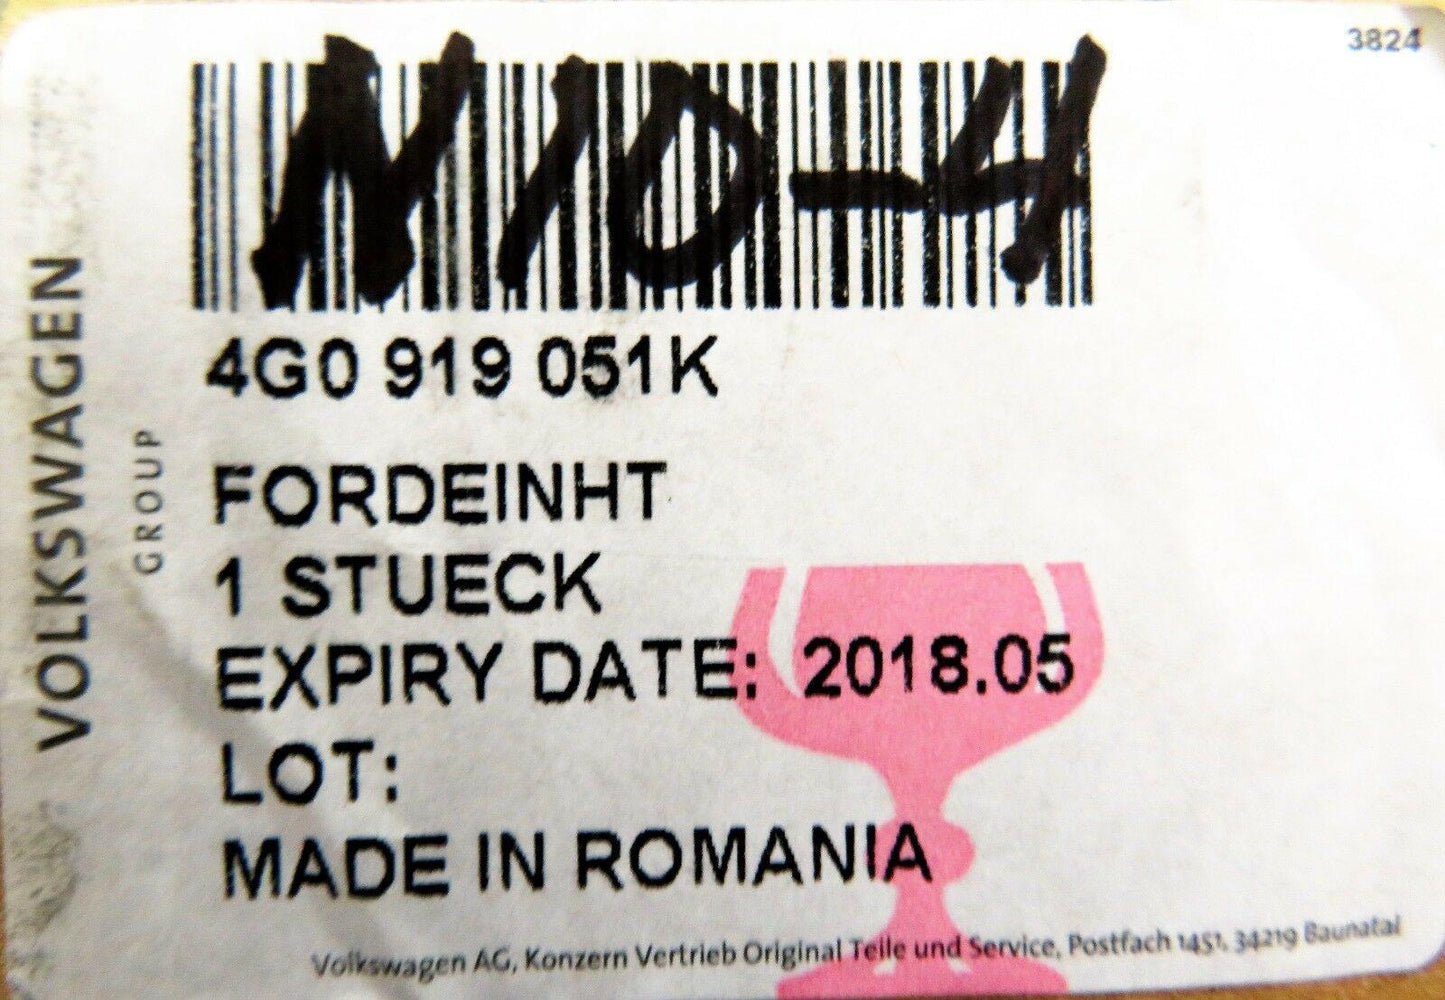 3824
N10-4
4G0 919 051K
FORDEINHT
1 STUECK
EXPIRY DATE: 2018.05
LOT:
MADE IN ROMANIA
Volkswagen AG, Konzern Vertrieb Original Teile und Service, Postfach 1451, 34219 Baunatal
VOLKSWAGEN
GROUP